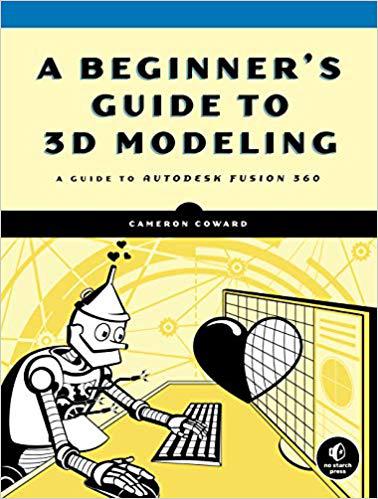 A BEGINNER'S
GUIDE TO
3D MODELING
A GUIDE TO AUTODESK FUSION 360
CAMERON COWARD
no starch
press